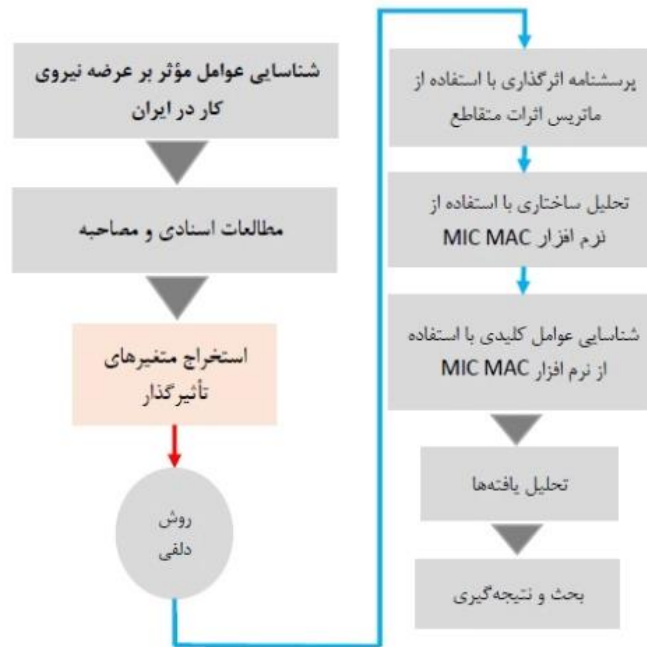 شناسایی عوامل مؤثر بر عرضه نیروی
کار در ایران
مطالعات اسنادی و مصاحبه
استخراج متغیرهای
تأثیرگذار
روش
دلفی
پرسشنامه اثرگذاری با استفاده از
ماتریس اثرات متقاطع
تحلیل ساختاری با استفاده از
نرم افزار MIC MAC
شناسایی عوامل کلیدی با استفاده
از نرم افزار MIC MAC
تحلیل یافته‌ها
بحث و نتیجه‌گیری